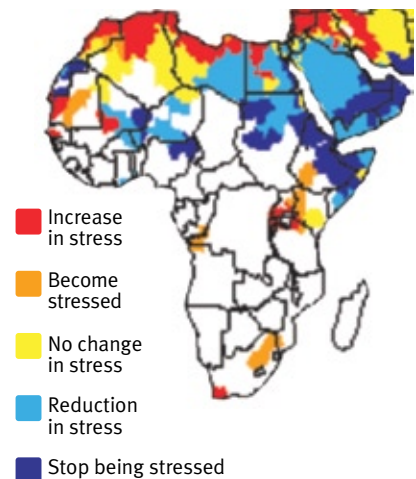 Increase
in stress
Become
stressed
No change
in stress
Reduction
in stress
Stop being stressed